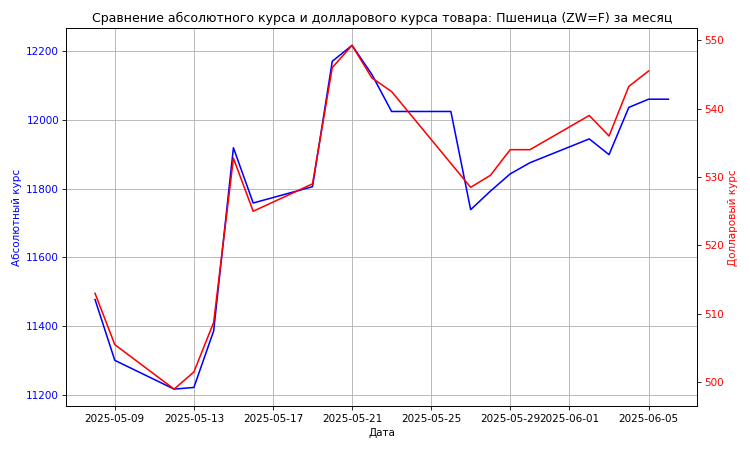 Сравнение абсолютного курса и долларового курса товара: Пшеница (ZW=F) за месяц
12200
12000
11800
11600
11400
11200
Абсолютный курс
550
540
530
520
510
500
Долларовый курс
2025-05-09 2025-05-13 2025-05-17 2025-05-21 2025-05-25 2025-05-29 2025-06-01 2025-06-05
Дата